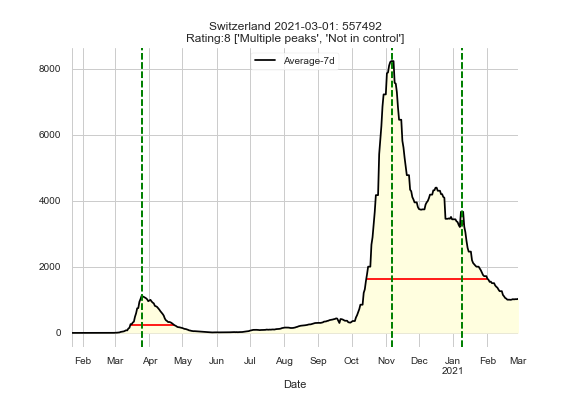 Switzerland 2021-03-01: 557492
Rating:8 ['Multiple peaks', 'Not in control']
Average-7d
8000
6000
4000
2000
0
Feb Mar Apr May Jun Jul Aug Sep Oct Nov Dec Jan Feb Mar
2021
Date